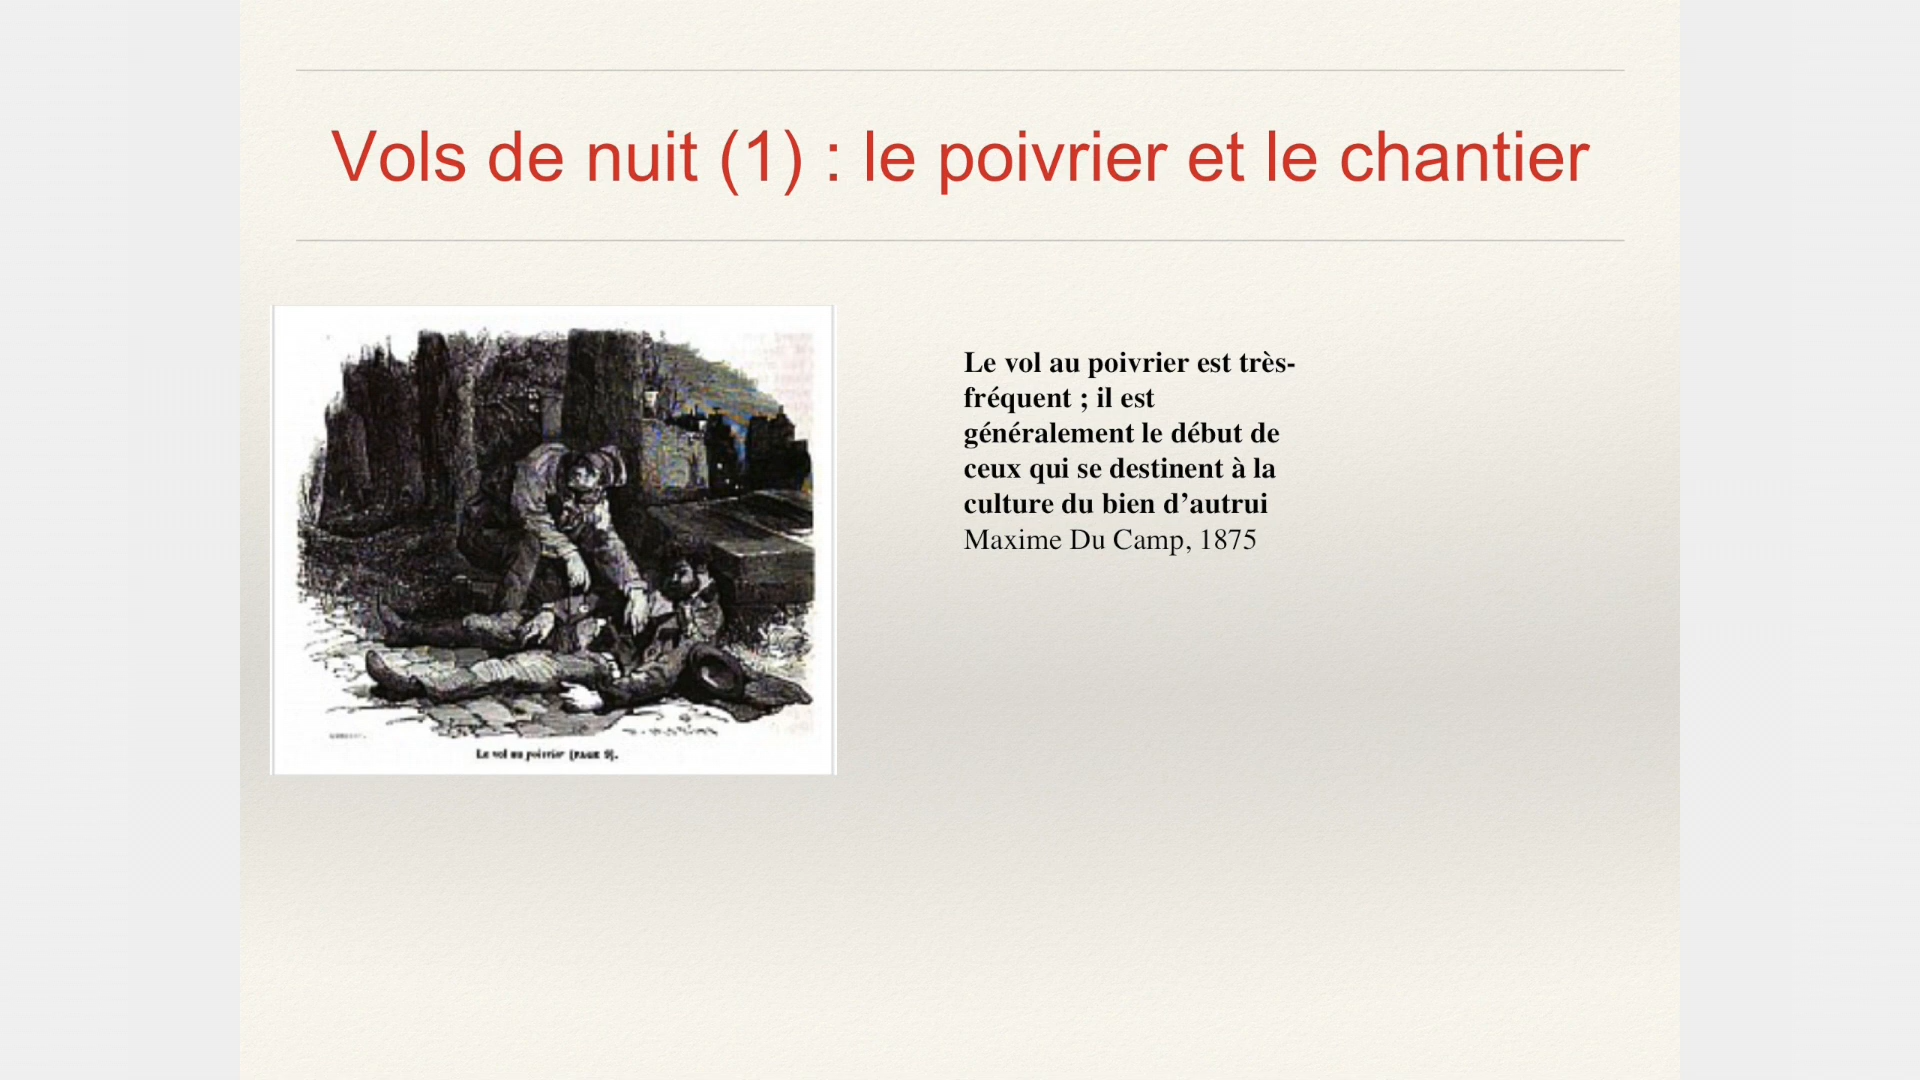 Vols de nuit (1) : le poivrier et le chantier
Le vol au poivrier est très-
fréquent ; il est
généralement le début de
ceux qui se destinent à la
culture du bien d’autrui
Maxime Du Camp, 1875
Le vol au poivrier (PAGE 9).